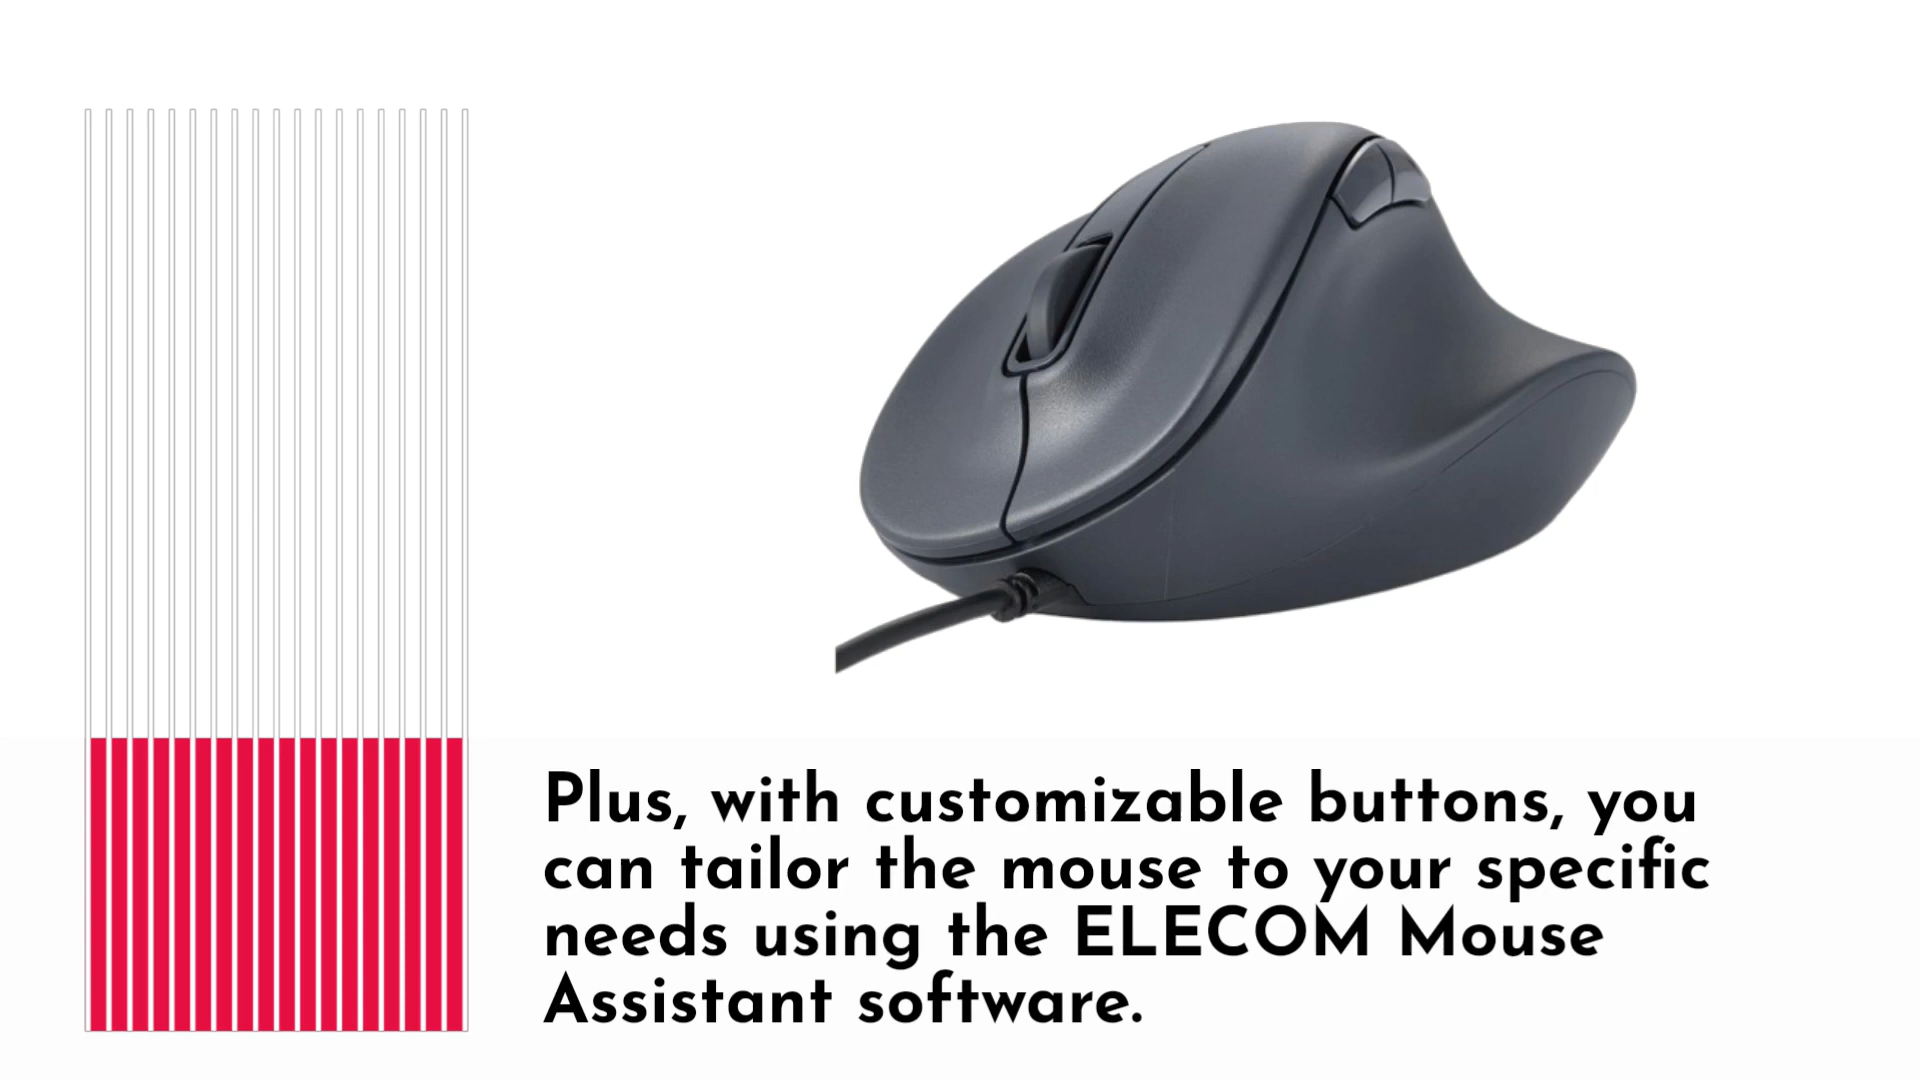 Plus, with customizable buttons, you
can tailor the mouse to your specific
needs using the ELECOM Mouse
Assistant software.